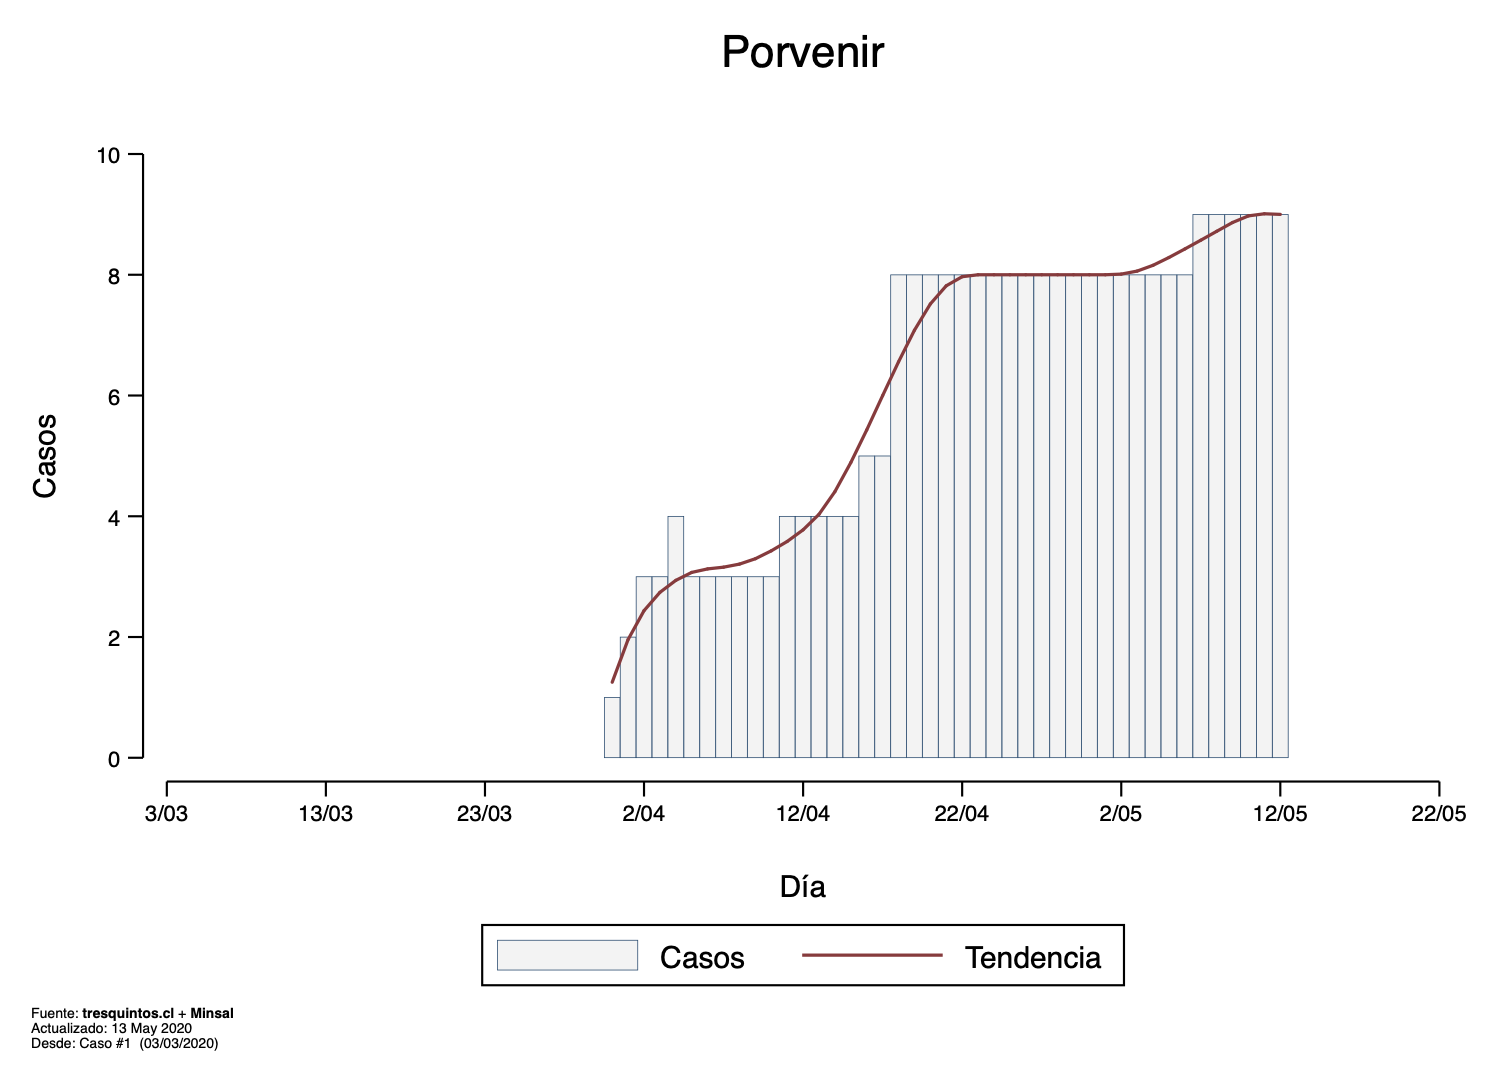 Porvenir
10
8
6
4
2
0
Casos
3/03 13/03 23/03 2/04 12/04 22/04 2/05 12/05 22/05
Día
Casos Tendencia
Fuente: tresquintos.cl + Minsal
Actualizado: 13 May 2020
Desde: Caso #1 (03/03/2020)